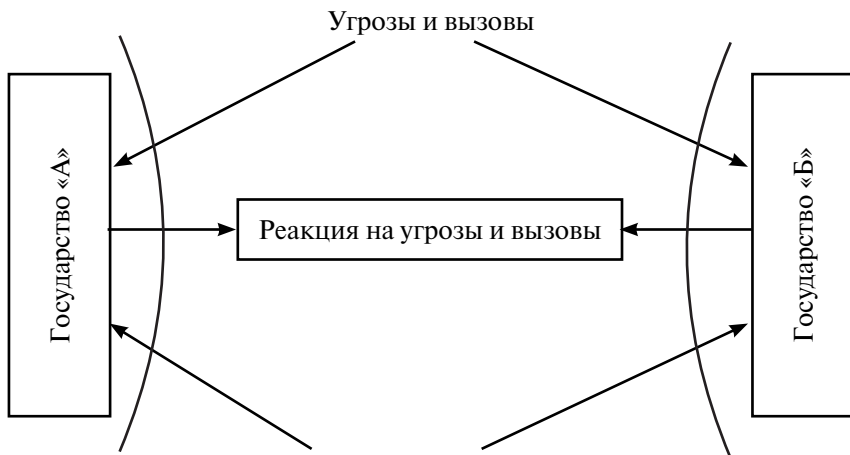 Угрозы и вызовы
Государство «А»
Реакция на угрозы и вызовы
Государство «Б»